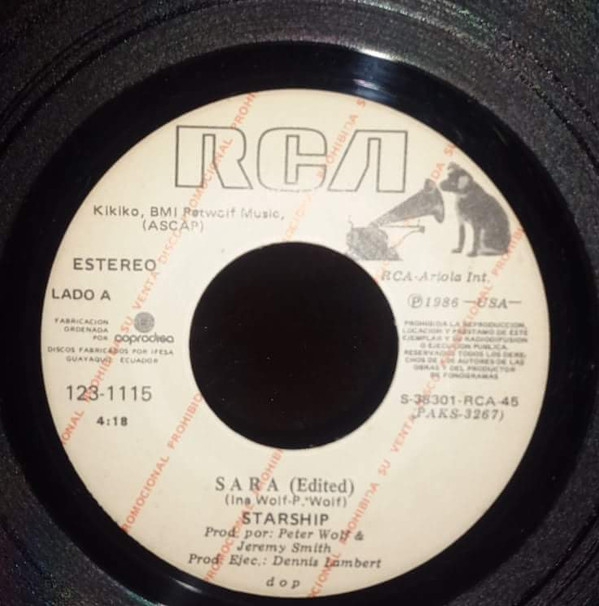 RCA
Kikiko, BMI Petwolf Music,
(ASCAP)
ESTEREO
LADO A
RCA-Ariola Int.
Ⓟ1986 —USA—
FABRICACION
ORDENADA
POR
DISCOS FABRICADOS POR IFESA
GUAYAQUIL ECUADOR
PROHIBIDA LA REPRODUCCION,
LOCACION Y PRESTAMO DE ESTE
EJEMPLAR Y SU RADIODIFUSION
O EJECUCION PUBLICA.
RESERVADOS TODOS LOS DERE-
CHOS DE LOS AUTORES DE LAS
OBRAS Y DEL PRODUCTOR
DE FONOGRAMAS
123-1115
4:18
S-38301-RCA-45
(PAKS-3267)
SARA (Edited)
(Ina Wolf-P. Wolf)
STARSHIP
Prod. por: Peter Wolf &
Jeremy Smith
Prod. Ejec.: Dennis Lambert
dop
DISCO PROMOCIONAL PROHIBIDA SU VENTA